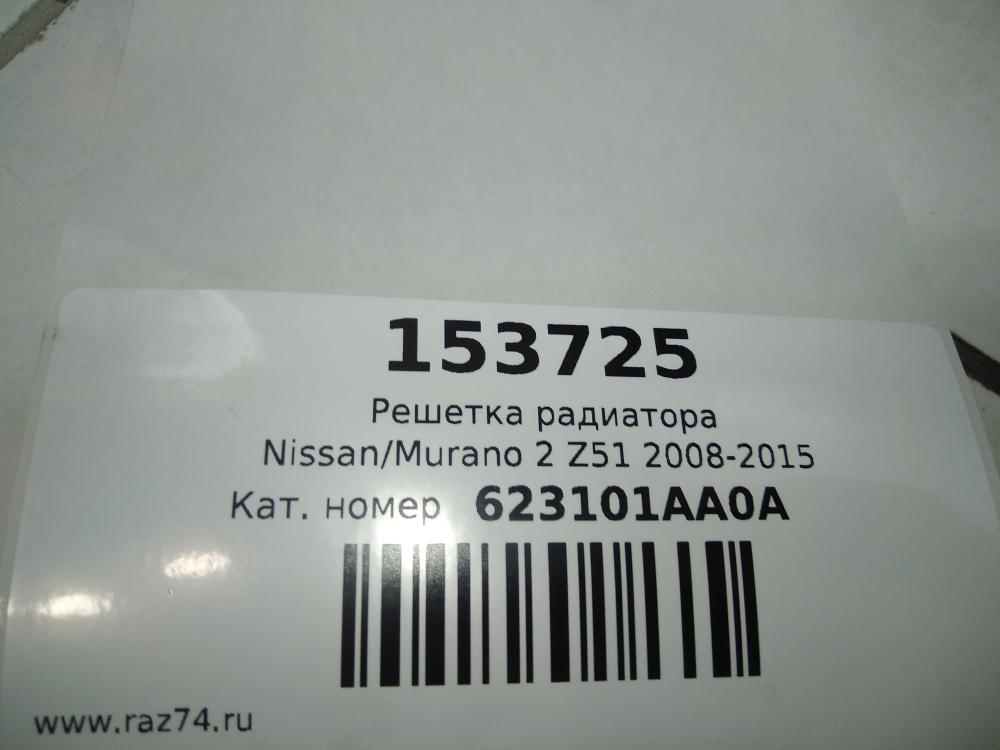 153725
Решетка радиатора
Nissan/Murano 2 Z51 2008-2015
Кат. номер 623101AA0A
www.raz74.ru